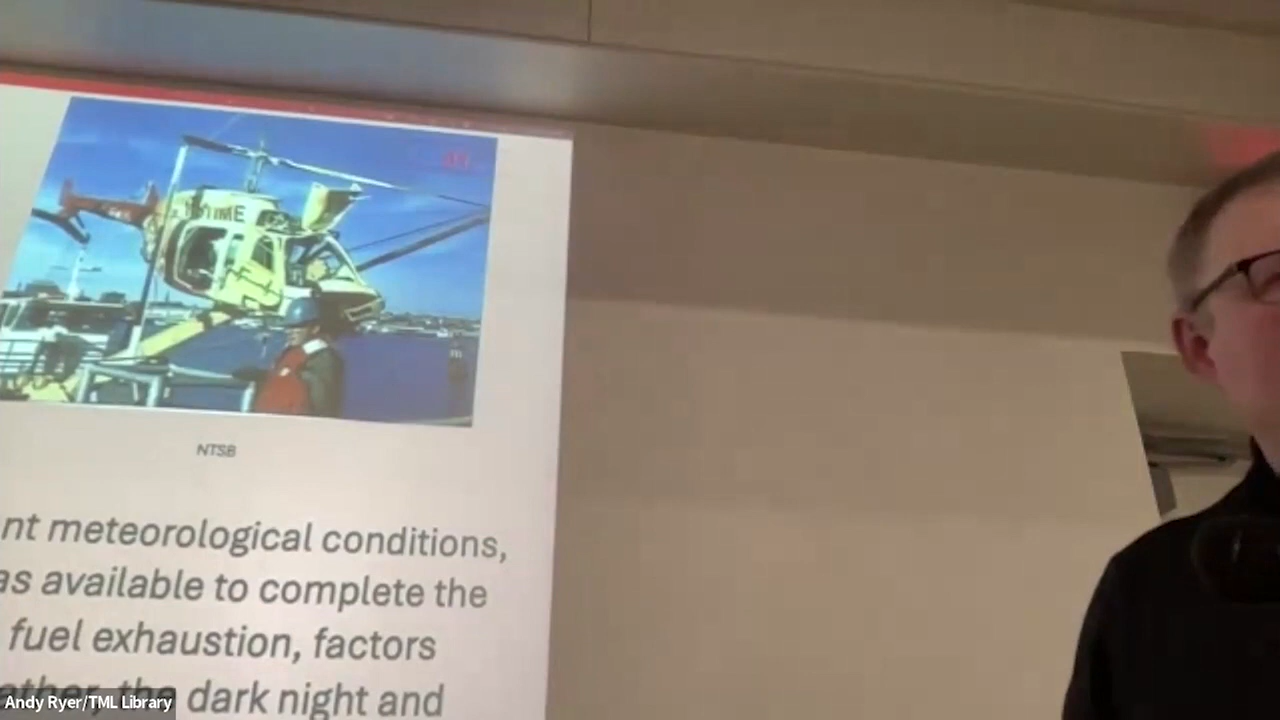 NTSB
nt meteorological conditions,
as available to complete the
fuel exhaustion, factors
the dark night and
Andy Ryer/TML Library